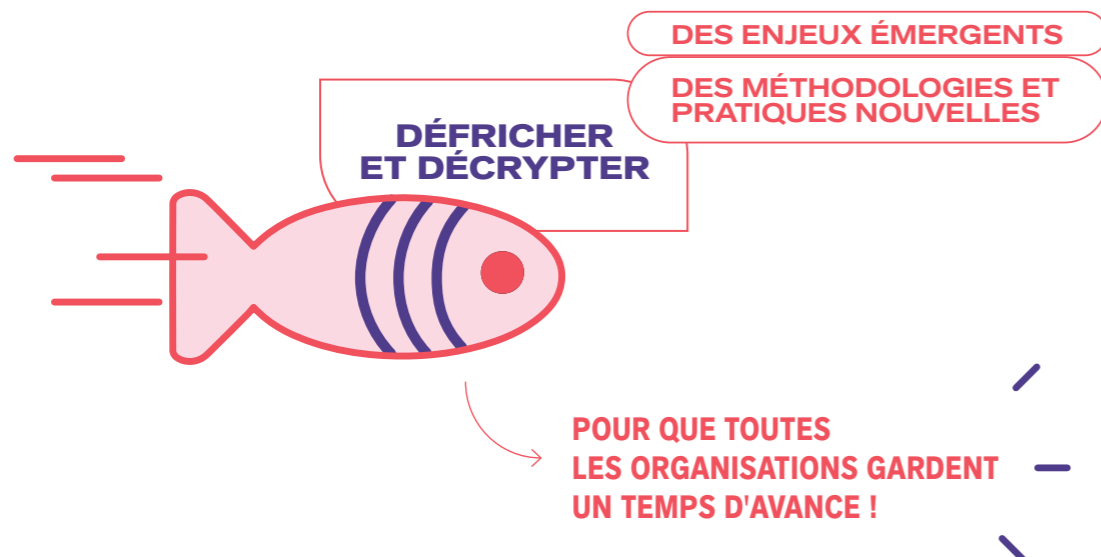 DÉFRICHER
ET DÉCRYPTER
DES ENJEUX ÉMERGENTS
DES MÉTHODOLOGIES ET
PRATIQUES NOUVELLES
POUR QUE TOUTES
LES ORGANISATIONS GARDENT
UN TEMPS D'AVANCE !